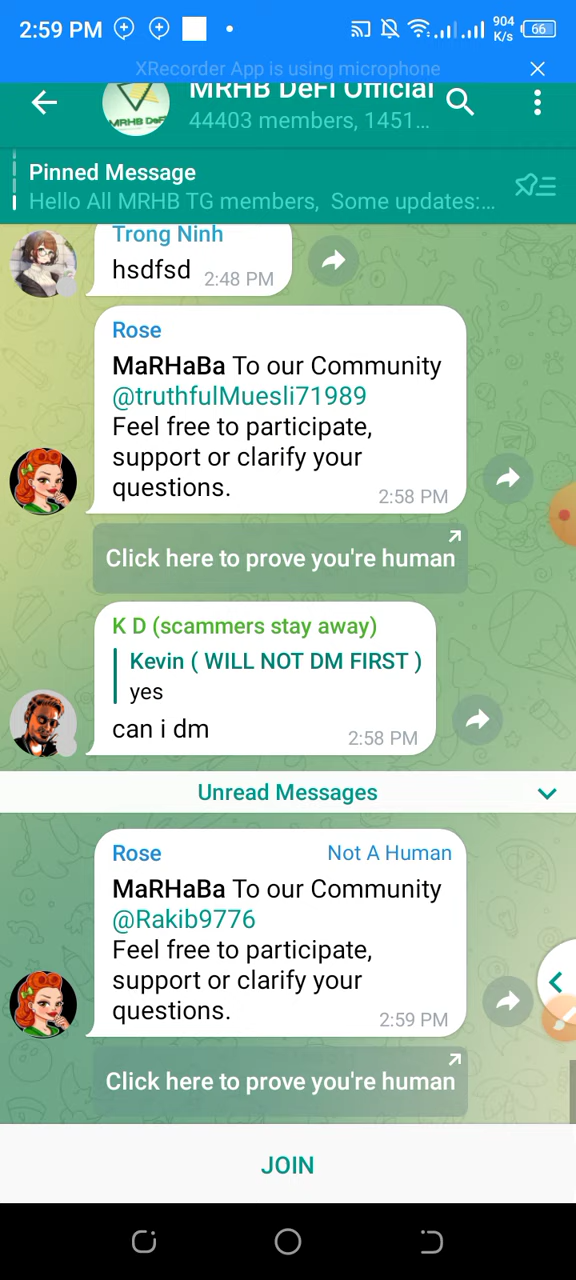 2:59 PM
904
K/s
66
XRecorder App is using microphone
MRHB DeFi Official
44403 members, 1451...
MRHB DeFi
Pinned Message
Hello All MRHB TG members, Some updates:...
Trong Ninh
hsdfsd 2:48 PM
Rose
MaRHaBa To our Community
@truthfulMuesli71989
Feel free to participate,
support or clarify your
questions.
2:58 PM
Click here to prove you're human
K D (scammers stay away)
Kevin ( WILL NOT DM FIRST )
yes
can i dm
2:58 PM
Unread Messages
Rose Not A Human
MaRHaBa To our Community
@Rakib9776
Feel free to participate,
support or clarify your
questions.
2:59 PM
Click here to prove you're human
JOIN